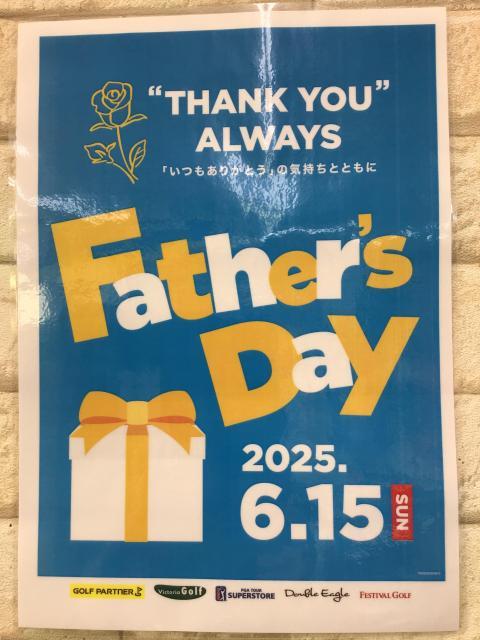 “THANK YOU”
ALWAYS
「いつもありがとう」の気持ちとともに
Father's
Day
2025.
6.15 SUN
GOLF PARTNER Victoria Golf PGA TOUR SUPERSTORE Double Eagle FESTIVAL GOLF